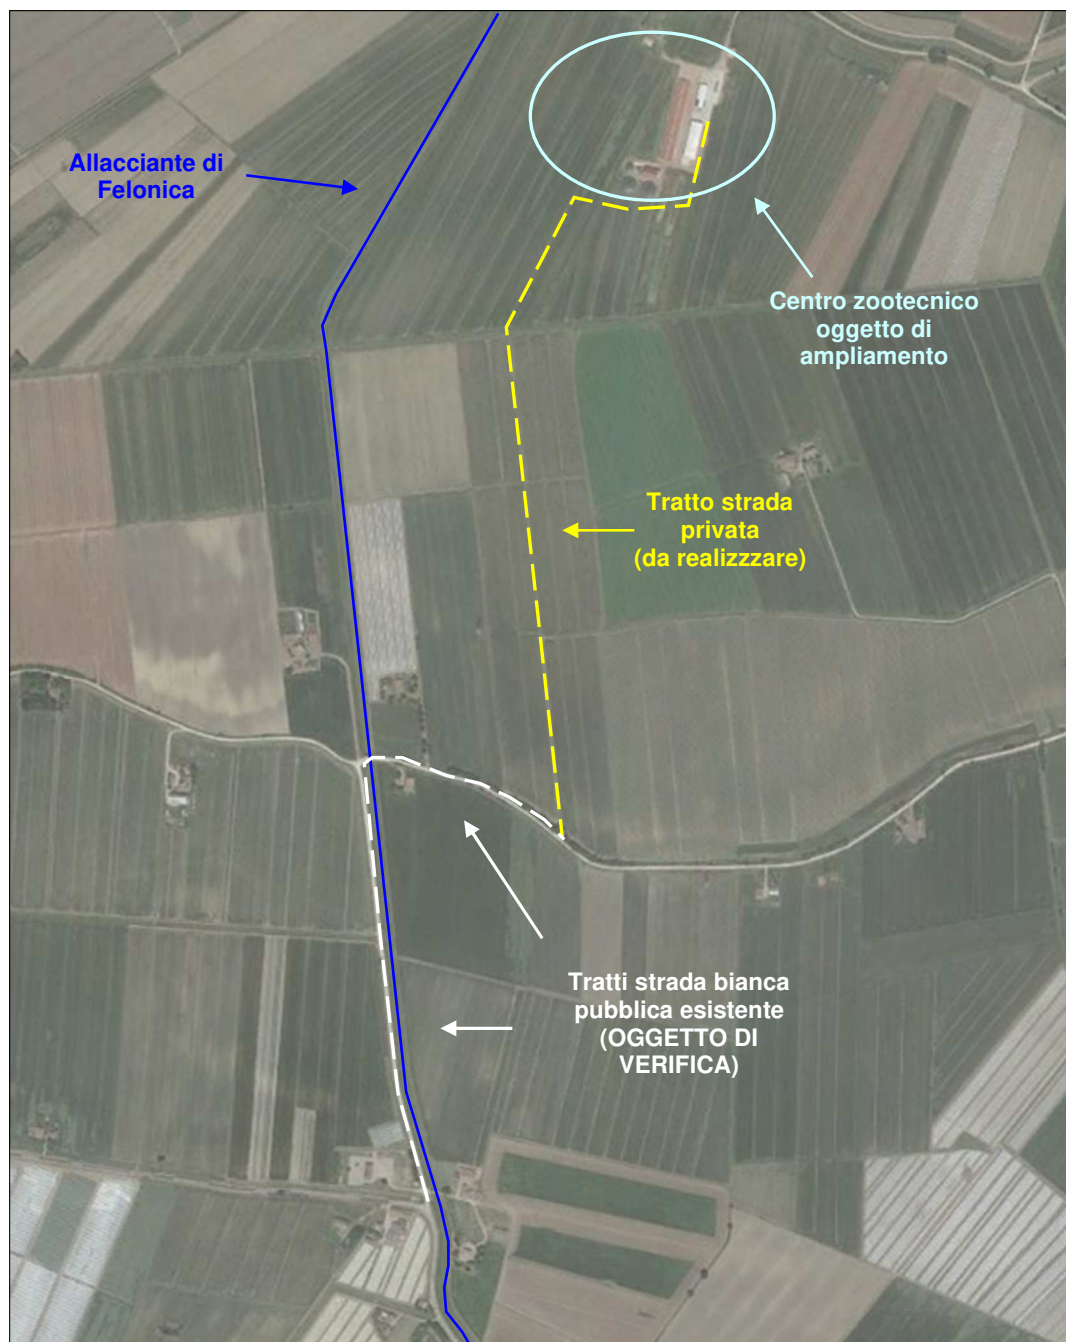 Allacciante di
Felonica
Centro zootecnico
oggetto di
ampliamento
Tratto strada
privata
(da realizzzare)
Tratti strada bianca
pubblica esistente
(OGGETTO DI
VERIFICA)